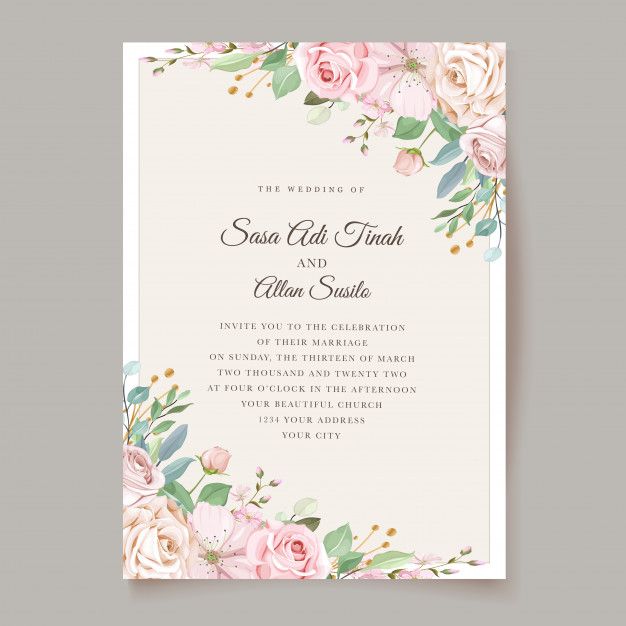 THE WEDDING OF
Sasa Adi Tinah
AND
Allan Susilo
INVITE YOU TO THE CELEBRATION
OF THEIR MARRIAGE
ON SUNDAY, THE THIRTEEN OF MARCH
TWO THOUSAND AND TWENTY TWO
AT FOUR O'CLOCK IN THE AFTERNOON
YOUR BEAUTIFUL CHURCH
1234 YOUR ADDRESS
YOUR CITY